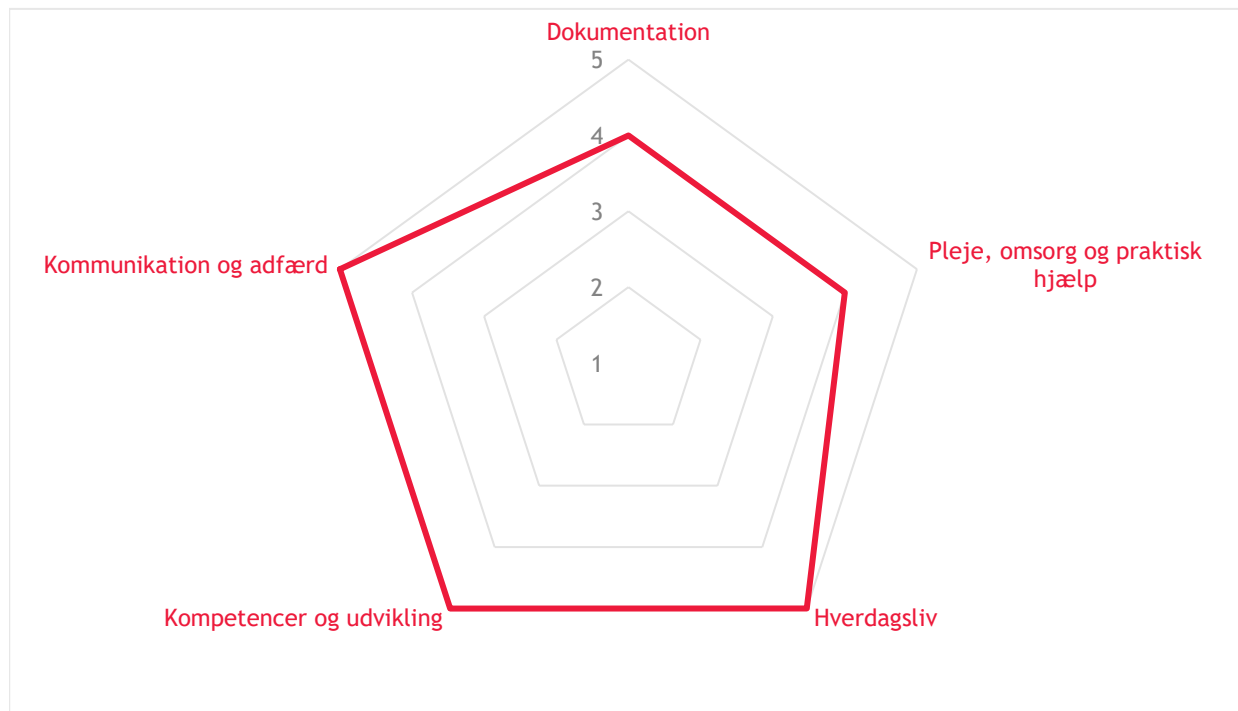 Dokumentation
5
4
3
2
1
Pleje, omsorg og praktisk
hjælp
Kommunikation og adfærd
Kompetencer og udvikling
Hverdagsliv